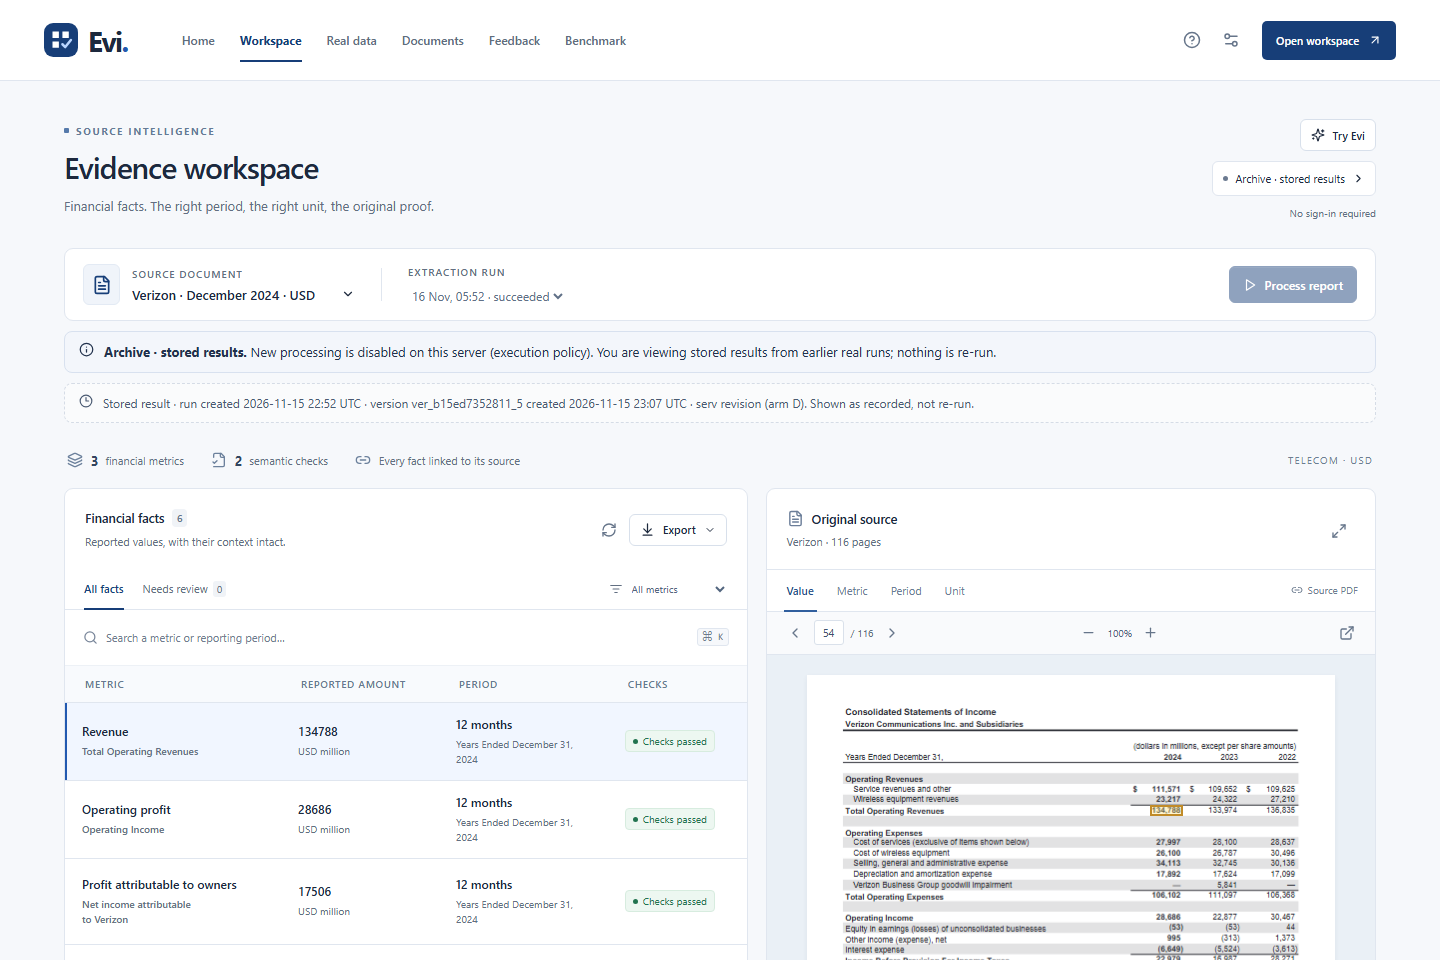 Evi.
Home
Workspace
Real data
Documents
Feedback
Benchmark
Open workspace
SOURCE INTELLIGENCE
Evidence workspace
Financial facts. The right period, the right unit, the original proof.
Try Evi
Archive · stored results
No sign-in required
SOURCE DOCUMENT
Verizon · December 2024 · USD
EXTRACTION RUN
16 Nov, 05:52 · succeeded
Process report
Archive · stored results. New processing is disabled on this server (execution policy). You are viewing stored results from earlier real runs; nothing is re-run.
Stored result · run created 2026-11-15 22:52 UTC · version ver_b15ed7352811_5 created 2026-11-15 23:07 UTC · serv revision (arm D). Shown as recorded, not re-run.
3 financial metrics
2 semantic checks
Every fact linked to its source
TELECOM · USD
Financial facts 6
Reported values, with their context intact.
Export
All facts
Needs review 0
All metrics
Search a metric or reporting period...
⌘ K
METRIC REPORTED AMOUNT PERIOD CHECKS
Revenue
Total Operating Revenues
134788
USD million
12 months
Years Ended December 31,
2024
Checks passed
Operating profit
Operating Income
28686
USD million
12 months
Years Ended December 31,
2024
Checks passed
Profit attributable to owners
Net income attributable
to Verizon
17506
USD million
12 months
Years Ended December 31,
2024
Checks passed
Original source
Verizon · 116 pages
Value
Metric
Period
Unit
Source PDF
54 / 116
100%
Consolidated Statements of Income
Verizon Communications Inc. and Subsidiaries
(dollars in millions, except per share amounts)
Years Ended December 31, 2024 2023 2022
Operating Revenues
Service revenues and other $ 111,571 $ 109,652 $ 109,625
Wireless equipment revenues 23,217 24,322 27,210
Total Operating Revenues 134,788 133,974 136,835
Operating Expenses
Cost of services (exclusive of items shown below) 27,997 28,100 28,637
Cost of wireless equipment 26,100 26,787 30,496
Selling, general and administrative expense 34,113 32,745 30,136
Depreciation and amortization expense 17,892 17,624 17,099
Verizon Business Group goodwill impairment — 5,841 —
Total Operating Expenses 106,102 111,097 106,368
Operating Income 28,686 22,877 30,467
Equity in earnings (losses) of unconsolidated businesses (53) (53) 44
Other income (expense), net 995 (313) 1,373
Interest expense (6,649) (5,524) (3,613)
Income Before Provision For Income Taxes 22,979 16,987 28,271